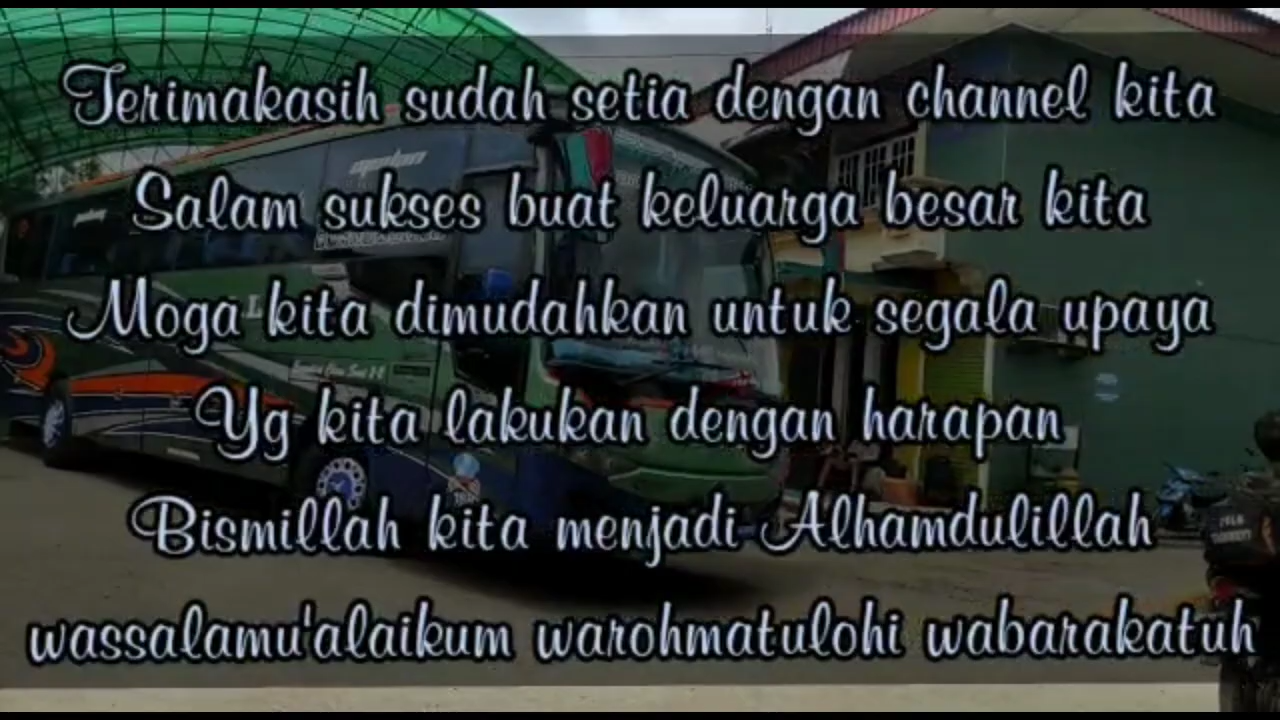 Terimakasih sudah setia dengan channel kita
Salam sukses buat keluarga besar kita
Moga kita dimudahkan untuk segala upaya
Yg kita lakukan dengan harapan
Bismillah kita menjadi Alhamdulillah
wassalamu'alaikum warohmatulohi wabarakatuh